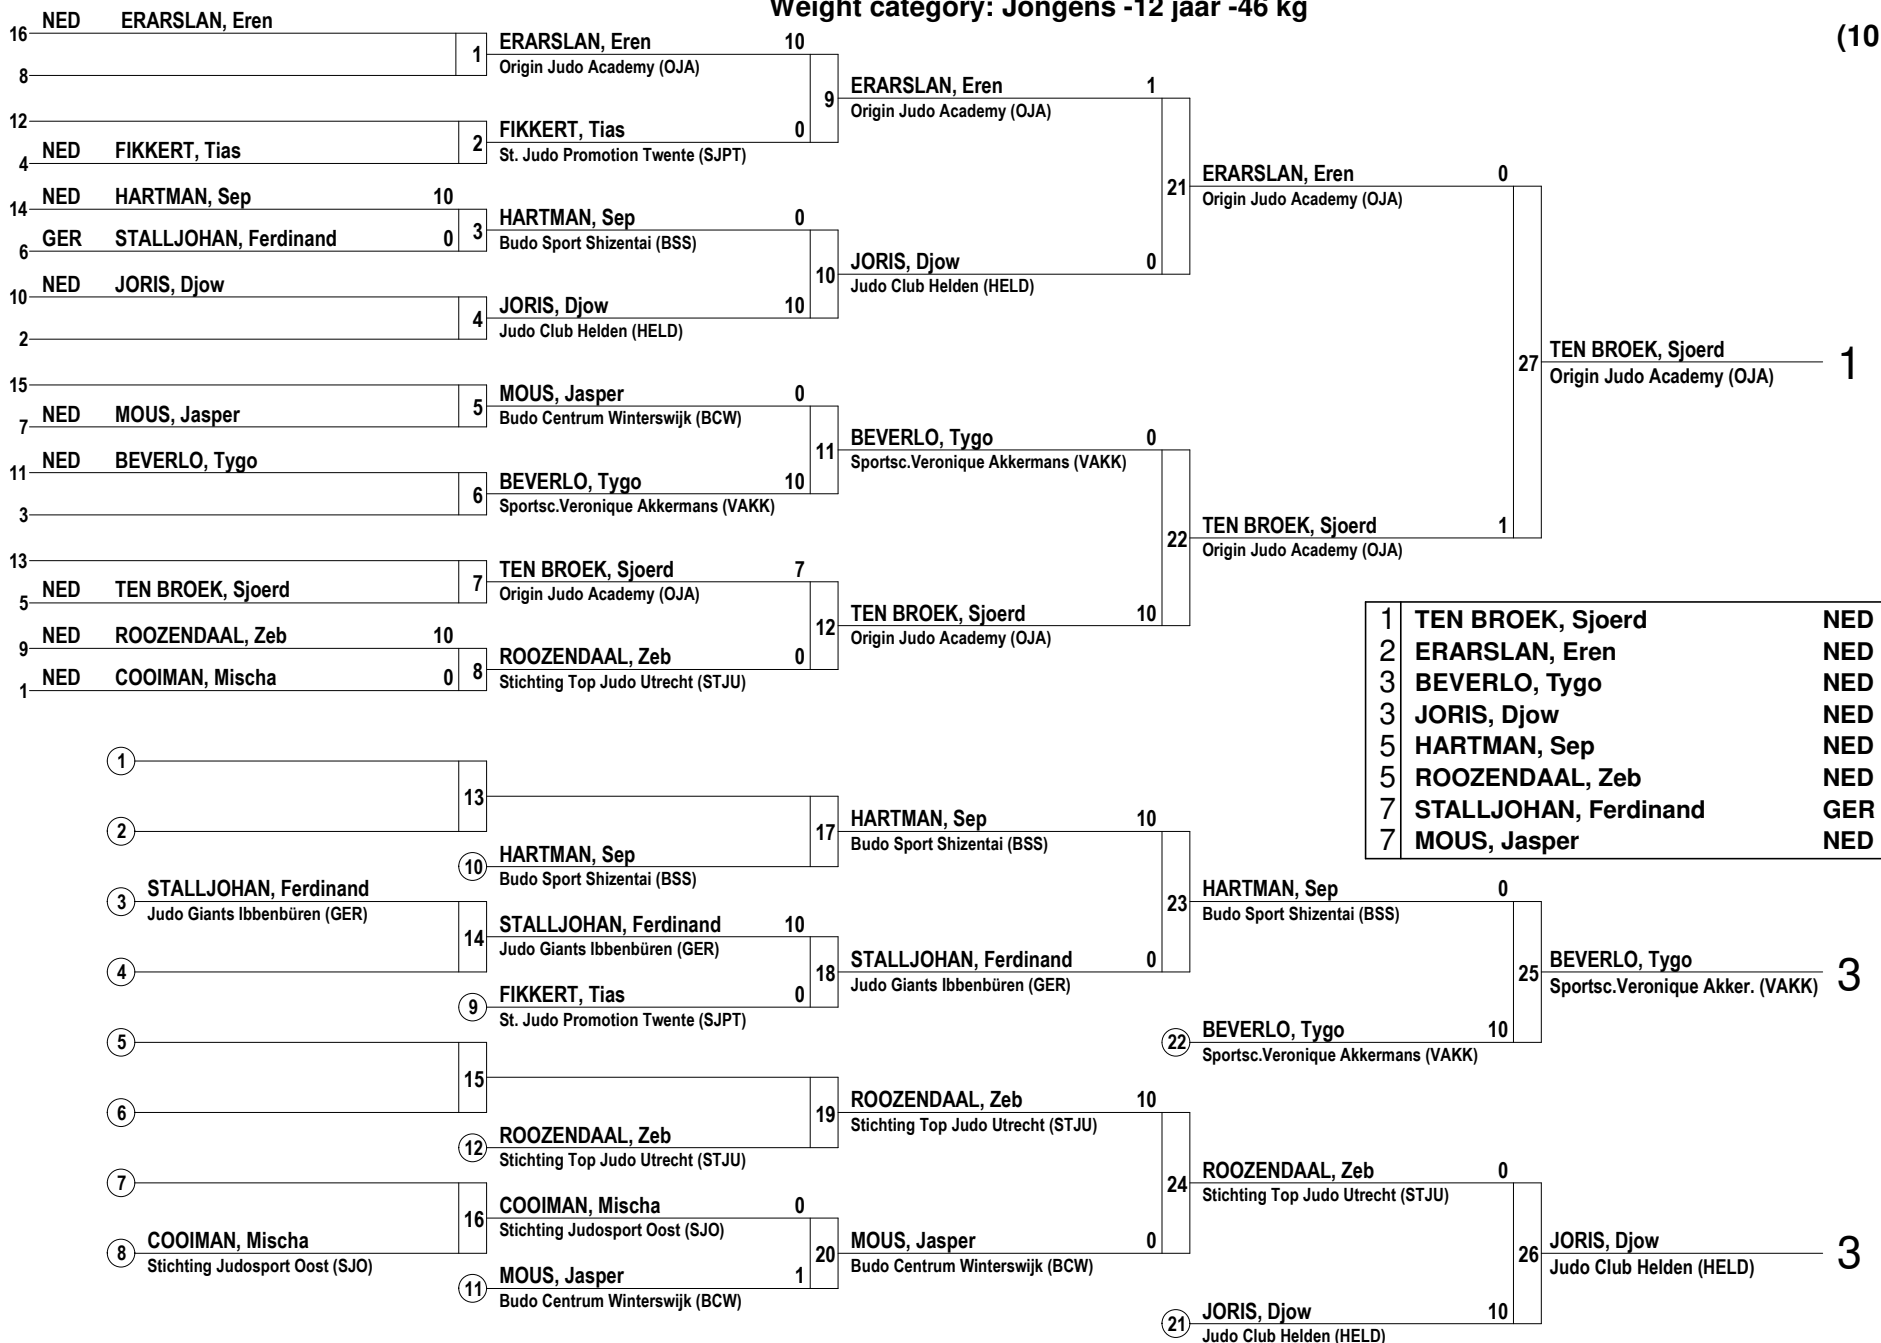 Weight category: Jongens -12 jaar -46 kg
(10
16 NED ERARSLAN, Eren
8
1
12
4 NED FIKKERT, Tias
2
14 NED HARTMAN, Sep 10
6 GER STALLJOHAN, Ferdinand 0
3
10 NED JORIS, Djow
2
4
15
7 NED MOUS, Jasper
5
11 NED BEVERLO, Tygo
3
6
13
5 NED TEN BROEK, Sjoerd
7
9 NED ROOZENDAAL, Zeb 10
1 NED COOIMAN, Mischa 0
8
ERARSLAN, Eren 10
Origin Judo Academy (OJA)
FIKKERT, Tias 0
St. Judo Promotion Twente (SJPT)
9
HARTMAN, Sep 0
Budo Sport Shizentai (BSS)
JORIS, Djow 10
Judo Club Helden (HELD)
10
MOUS, Jasper 0
Budo Centrum Winterswijk (BCW)
BEVERLO, Tygo 10
Sportsc.Veronique Akkermans (VAKK)
11
TEN BROEK, Sjoerd 7
Origin Judo Academy (OJA)
ROOZENDAAL, Zeb 0
Stichting Top Judo Utrecht (STJU)
12
ERARSLAN, Eren 1
Origin Judo Academy (OJA)
JORIS, Djow 0
Judo Club Helden (HELD)
21
BEVERLO, Tygo 0
Sportsc.Veronique Akkermans (VAKK)
TEN BROEK, Sjoerd 10
Origin Judo Academy (OJA)
22
ERARSLAN, Eren 0
Origin Judo Academy (OJA)
TEN BROEK, Sjoerd 1
Origin Judo Academy (OJA)
27
TEN BROEK, Sjoerd
Origin Judo Academy (OJA)
1
1 TEN BROEK, Sjoerd NED
2 ERARSLAN, Eren NED
3 BEVERLO, Tygo NED
3 JORIS, Djow NED
5 HARTMAN, Sep NED
5 ROOZENDAAL, Zeb NED
7 STALLJOHAN, Ferdinand GER
7 MOUS, Jasper NED
1
2
13
3 STALLJOHAN, Ferdinand
Judo Giants Ibbenbüren (GER)
4
14
5
6
15
7
8 COOIMAN, Mischa
Stichting Judosport Oost (SJO)
16
10 HARTMAN, Sep
Budo Sport Shizentai (BSS)
17
STALLJOHAN, Ferdinand 10
Judo Giants Ibbenbüren (GER)
9 FIKKERT, Tias 0
St. Judo Promotion Twente (SJPT)
18
12 ROOZENDAAL, Zeb
Stichting Top Judo Utrecht (STJU)
19
COOIMAN, Mischa 0
Stichting Judosport Oost (SJO)
11 MOUS, Jasper 1
Budo Centrum Winterswijk (BCW)
20
HARTMAN, Sep 10
Budo Sport Shizentai (BSS)
STALLJOHAN, Ferdinand 0
Judo Giants Ibbenbüren (GER)
23
ROOZENDAAL, Zeb 10
Stichting Top Judo Utrecht (STJU)
MOUS, Jasper 0
Budo Centrum Winterswijk (BCW)
24
HARTMAN, Sep 0
Budo Sport Shizentai (BSS)
22 BEVERLO, Tygo 10
Sportsc.Veronique Akkermans (VAKK)
25
BEVERLO, Tygo
Sportsc.Veronique Akker. (VAKK)
3
ROOZENDAAL, Zeb 0
Stichting Top Judo Utrecht (STJU)
21 JORIS, Djow 10
Judo Club Helden (HELD)
26
JORIS, Djow
Judo Club Helden (HELD)
3